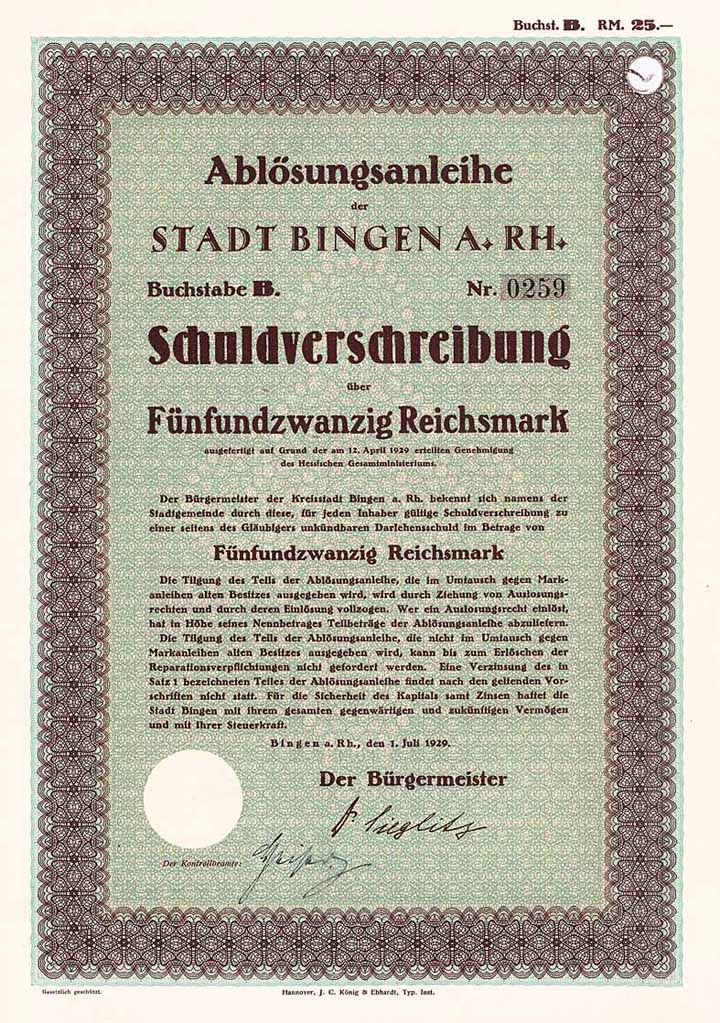 Buchst. B. RM. 25.—
Ablösungsanleihe
der
STADT BINGEN A. RH.
Buchstabe B. Nr. 0259
Schuldverschreibung
über
Fünfundzwanzig Reichsmark
ausgefertigt auf Grund der am 12. April 1929 erteilten Genehmigung
des Hessischen Gesamtministeriums.
Der Bürgermeister der Kreisstadt Bingen a. Rh. bekennt sich namens der
Stadtgemeinde durch diese, für jeden Inhaber gültige Schuldverschreibung zu
einer seitens des Gläubigers unkündbaren Darlehensschuld im Betrage von
Fünfundzwanzig Reichsmark
Die Tilgung des Teils der Ablösungsanleihe, die im Umtausch gegen Mark-
anleihen alten Besitzes ausgegeben wird, wird durch Ziehung von Auslosungs-
rechten und durch deren Einlösung vollzogen. Wer ein Auslosungsrecht einlöst,
hat in Höhe seines Nennbetrages Teilbeträge der Ablösungsanleihe abzuliefern.
Die Tilgung des Teils der Ablösungsanleihe, die nicht im Umtausch gegen
Markanleihen alten Besitzes ausgegeben wird, kann bis zum Erlöschen der
Reparationsverpflichtungen nicht gefordert werden. Eine Verzinsung des in
Satz 1 bezeichneten Teiles der Ablösungsanleihe findet nach den geltenden Vor-
schriften nicht statt. Für die Sicherheit des Kapitals samt Zinsen haftet die
Stadt Bingen mit ihrem gesamten gegenwärtigen und zukünftigen Vermögen
und mit ihrer Steuerkraft.
Bingen a. Rh., den 1. Juli 1929.
Der Bürgermeister
Sieglitz
Der Kontrollbeamte:
Gesetzlich geschützt.
Hannover, J. C. König & Ebhardt, Typ. Inst.